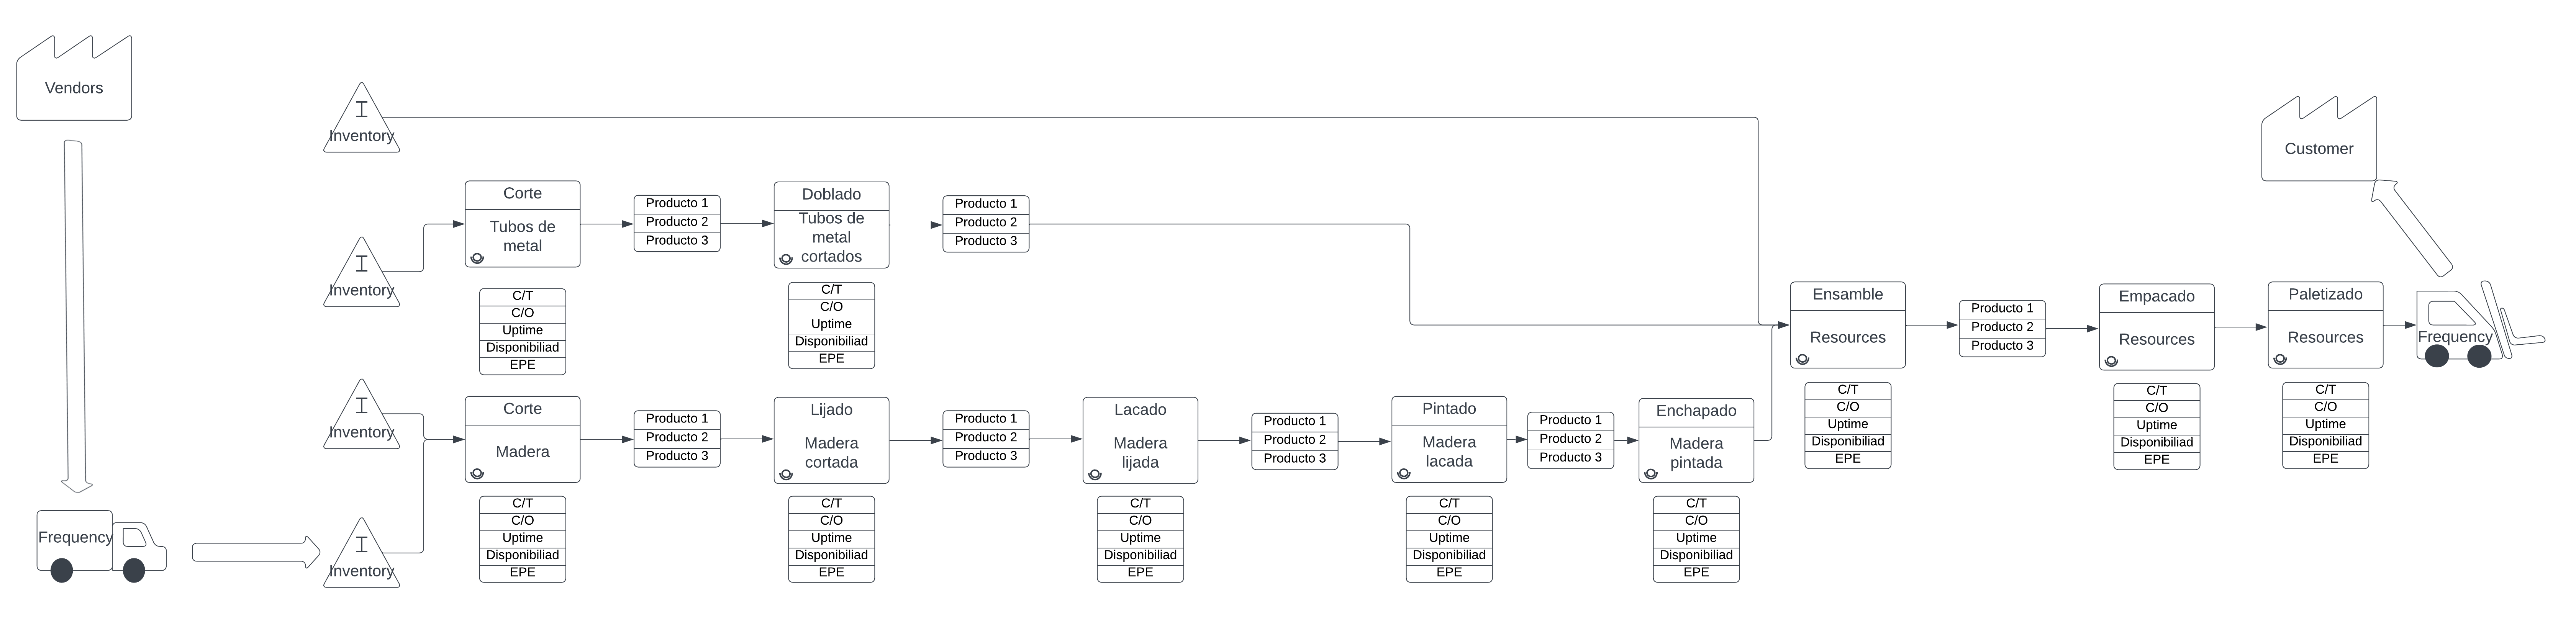 Vendors
Frequency
I
Inventory
I
Inventory
I
Inventory
I
Inventory
Corte
Tubos de
metal
C/T
C/O
Uptime
Disponibiliad
EPE
Producto 1
Producto 2
Producto 3
Doblado
Tubos de
metal
cortados
C/T
C/O
Uptime
Disponibiliad
EPE
Producto 1
Producto 2
Producto 3
Corte
Madera
C/T
C/O
Uptime
Disponibiliad
EPE
Producto 1
Producto 2
Producto 3
Lijado
Madera
cortada
C/T
C/O
Uptime
Disponibiliad
EPE
Producto 1
Producto 2
Producto 3
Lacado
Madera
lijada
C/T
C/O
Uptime
Disponibiliad
EPE
Producto 1
Producto 2
Producto 3
Pintado
Madera
lacada
C/T
C/O
Uptime
Disponibiliad
EPE
Producto 1
Producto 2
Producto 3
Enchapado
Madera
pintada
C/T
C/O
Uptime
Disponibiliad
EPE
Ensamble
Resources
C/T
C/O
Uptime
Disponibiliad
EPE
Producto 1
Producto 2
Producto 3
Empacado
Resources
C/T
C/O
Uptime
Disponibiliad
EPE
Paletizado
Resources
C/T
C/O
Uptime
Disponibiliad
EPE
Frequency
Customer